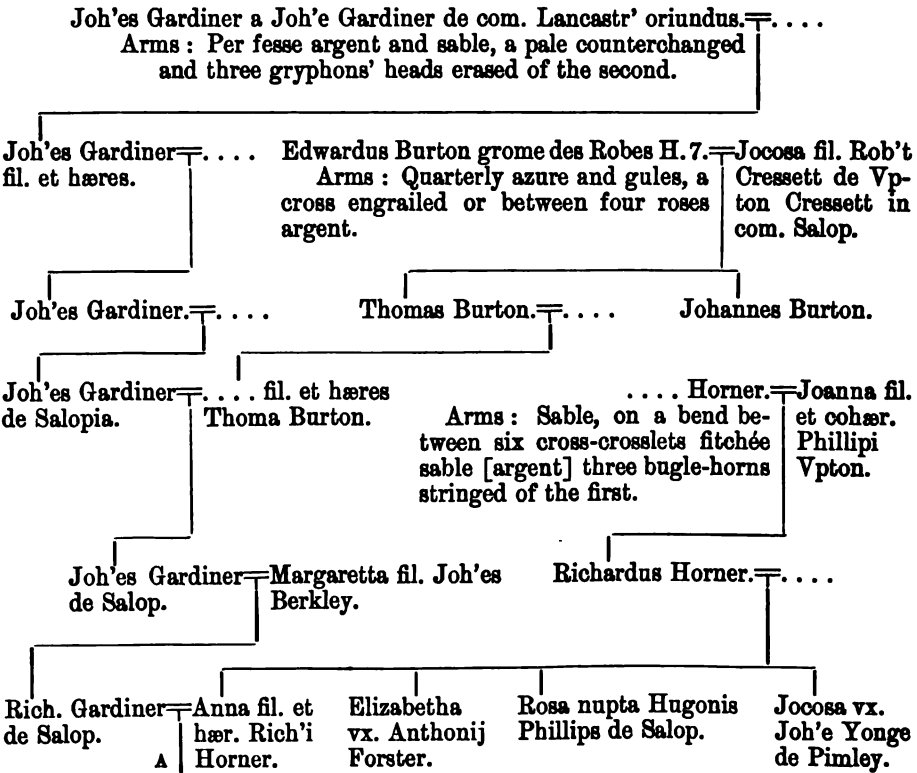 Joh'es Gardiner a Joh'e Gardiner de com. Lancastr' oriundus.=. . . .
Arms : Per fesse argent and sable, a pale counterchanged
and three gryphons' heads erased of the second.
Joh'es Gardiner=. . . .
fil. et hæres.
Edwardus Burton grome des Robes H. 7.=Jocosa fil. Rob't
Arms : Quarterly azure and gules, a
cross engrailed or between four roses
argent.
Cressett de Vp-
ton Cressett in
com. Salop.
Joh'es Gardiner.=. . . .
Thomas Burton.=. . . .
Johannes Burton.
Joh'es Gardiner=. . . . fil. et hæres
de Salopia.
Thoma Burton.
. . . . Horner.=Joanna fil.
Arms : Sable, on a bend be-
tween six cross-crosslets fitchée
sable [argent] three bugle-horns
stringed of the first.
et cohær.
Phillipi
Vpton.
Joh'es Gardiner=Margaretta fil. Joh'es
de Salop.
Berkley.
Richardus Horner.=. . . .
Rich. Gardiner=Anna fil. et
de Salop.
hær. Rich'i
A
Horner.
Elizabetha
vx. Anthonij
Forster.
Rosa nupta Hugonis
Phillips de Salop.
Jocosa vx.
Joh'e Yonge
de Pimley.